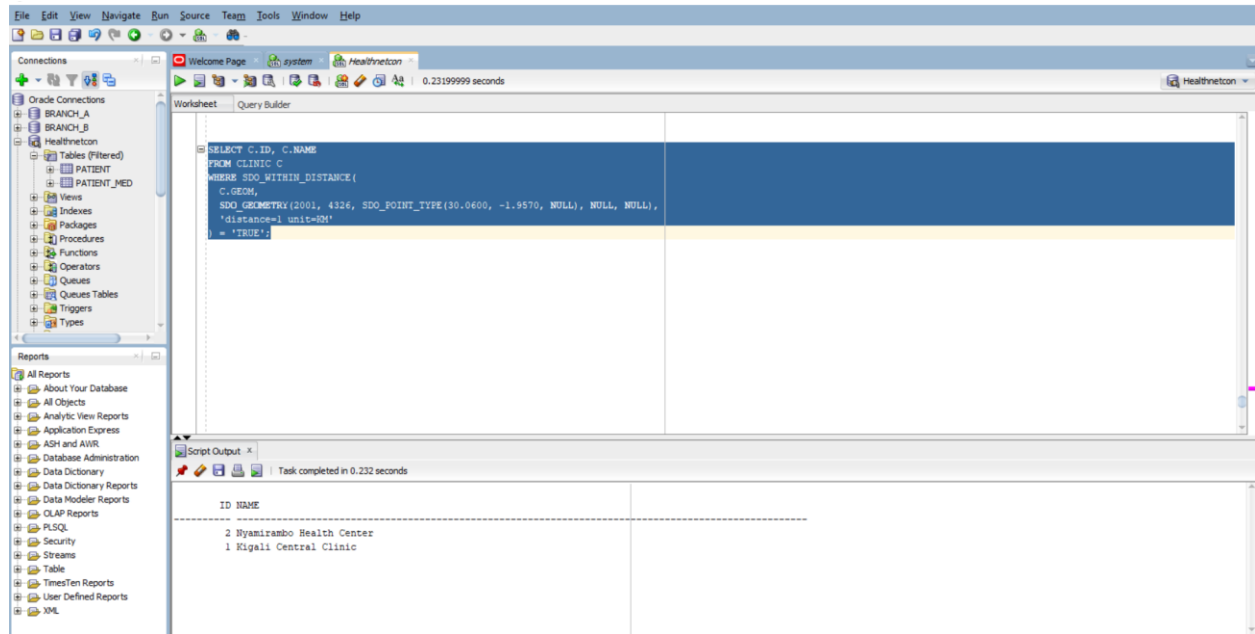 File Edit View Navigate Run Source Team Tools Window Help
Connections
Welcome Page
system
Healthnetcon
0.23199999 seconds
Healthnetcon
Worksheet Query Builder
Oracle Connections
BRANCH_A
BRANCH_B
Healthnetcon
Tables (Filtered)
PATIENT
PATIENT_MED
Views
Indexes
Packages
Procedures
Functions
Operators
Queues
Queues Tables
Triggers
Types
SELECT C.ID, C.NAME
FROM CLINIC C
WHERE SDO_WITHIN_DISTANCE(
C.GEOM,
SDO_GEOMETRY(2001, 4326, SDO_POINT_TYPE(30.0600, -1.9570, NULL), NULL, NULL),
'distance=1 unit=KM'
) = 'TRUE';
Reports
All Reports
About Your Database
All Objects
Analytic View Reports
Application Express
ASH and AWR
Database Administration
Data Dictionary
Data Dictionary Reports
Data Modeler Reports
OLAP Reports
PLSQL
Security
Streams
Table
TimesTen Reports
User Defined Reports
XML
Script Output
Task completed in 0.232 seconds
ID NAME
---------- ----------------------------------------------------------------------------------------------------
2 Nyamirambo Health Center
1 Kigali Central Clinic